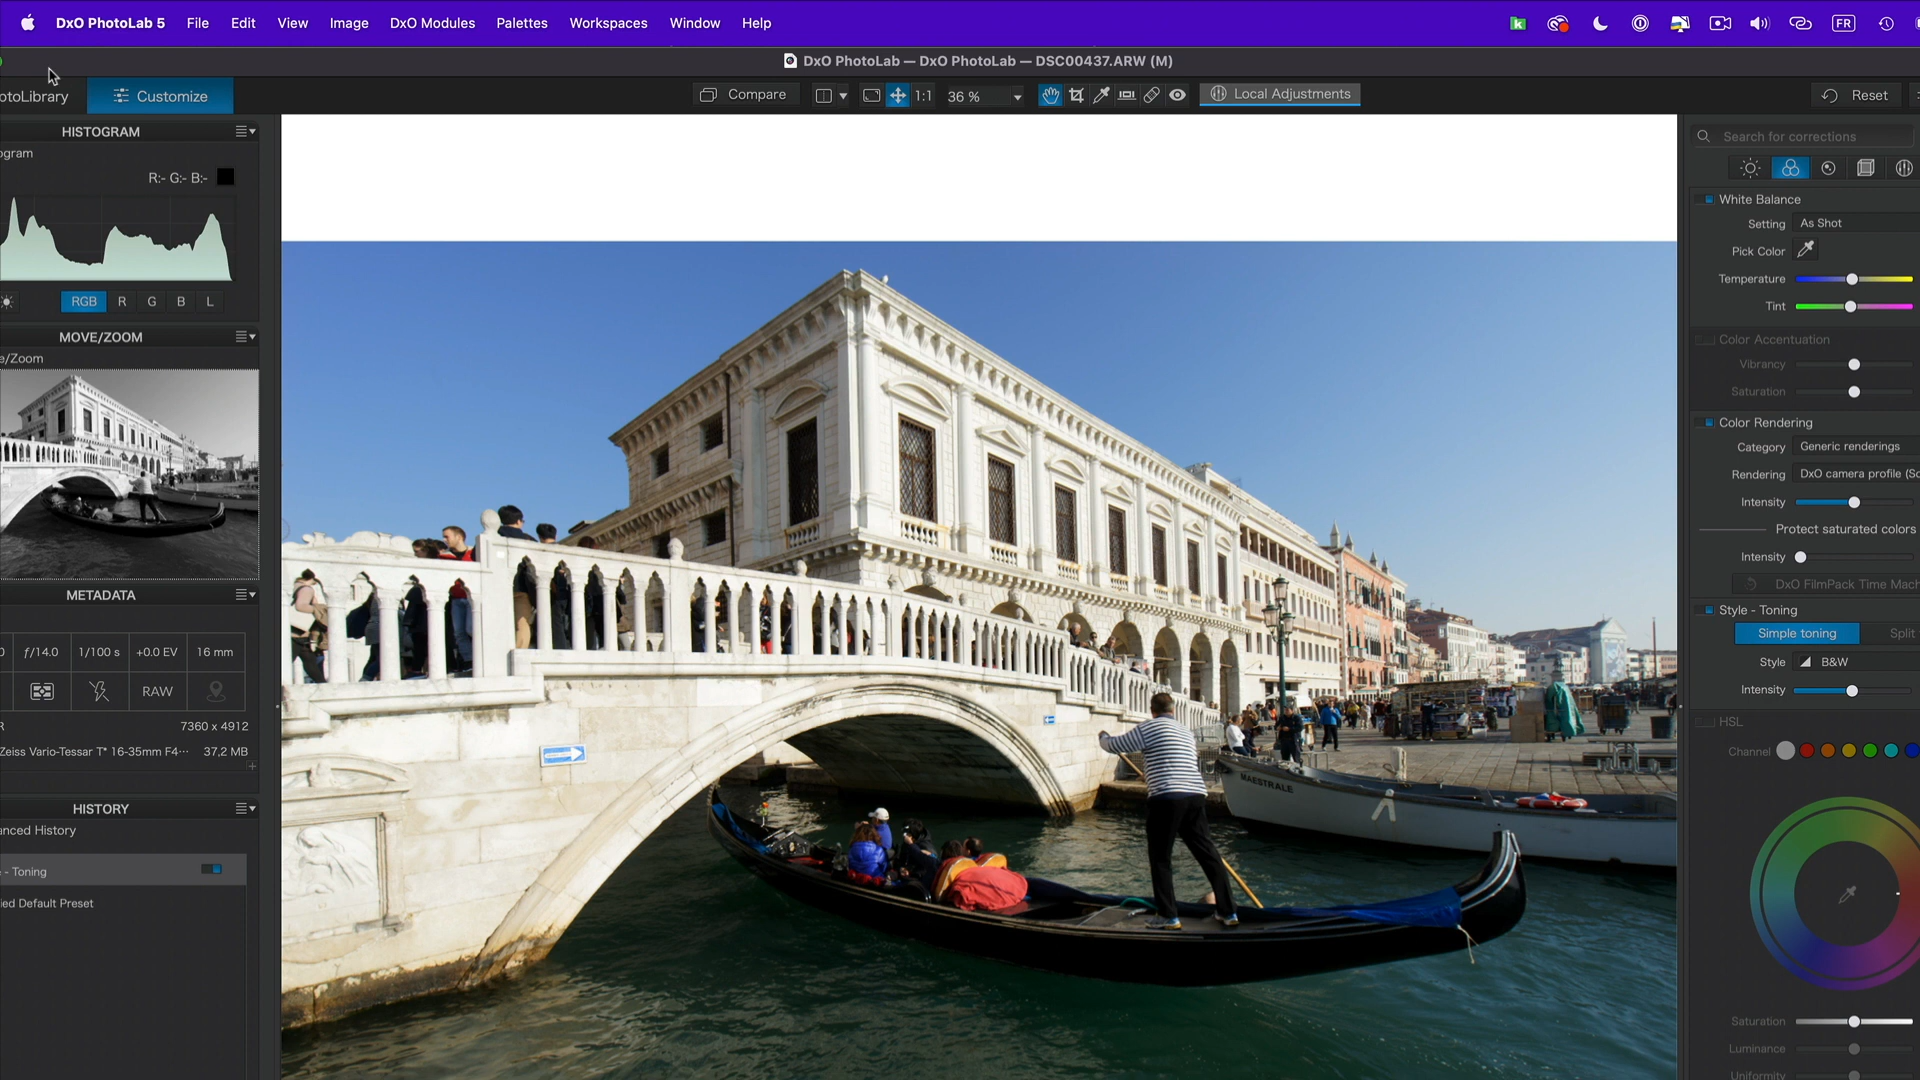 DxO PhotoLab 5 File Edit View Image DxO Modules Palettes Workspaces Window Help FR
DxO PhotoLab — DxO PhotoLab — DSC00437.ARW (M)
otoLibrary Customize Compare 1:1 36 % Local Adjustments Reset
HISTOGRAM
ogram
R:- G:- B:-
RGB R G B L
MOVE/ZOOM
e/Zoom
METADATA
0 ƒ/14.0 1/100 s +0.0 EV 16 mm
RAW
R 7360 x 4912
Zeiss Vario-Tessar T* 16-35mm F4··· 37,2 MB
HISTORY
anced History
e - Toning
ied Default Preset
MAESTRALE
Search for corrections
White Balance
Setting As Shot
Pick Color
Temperature
Tint
Color Accentuation
Vibrancy
Saturation
Color Rendering
Category Generic renderings
Rendering DxO camera profile (So
Intensity
Protect saturated colors
Intensity
DxO FilmPack Time Mach
Style - Toning
Simple toning Split
Style B&W
Intensity
HSL
Channel
Saturation
Luminance
Uniformity